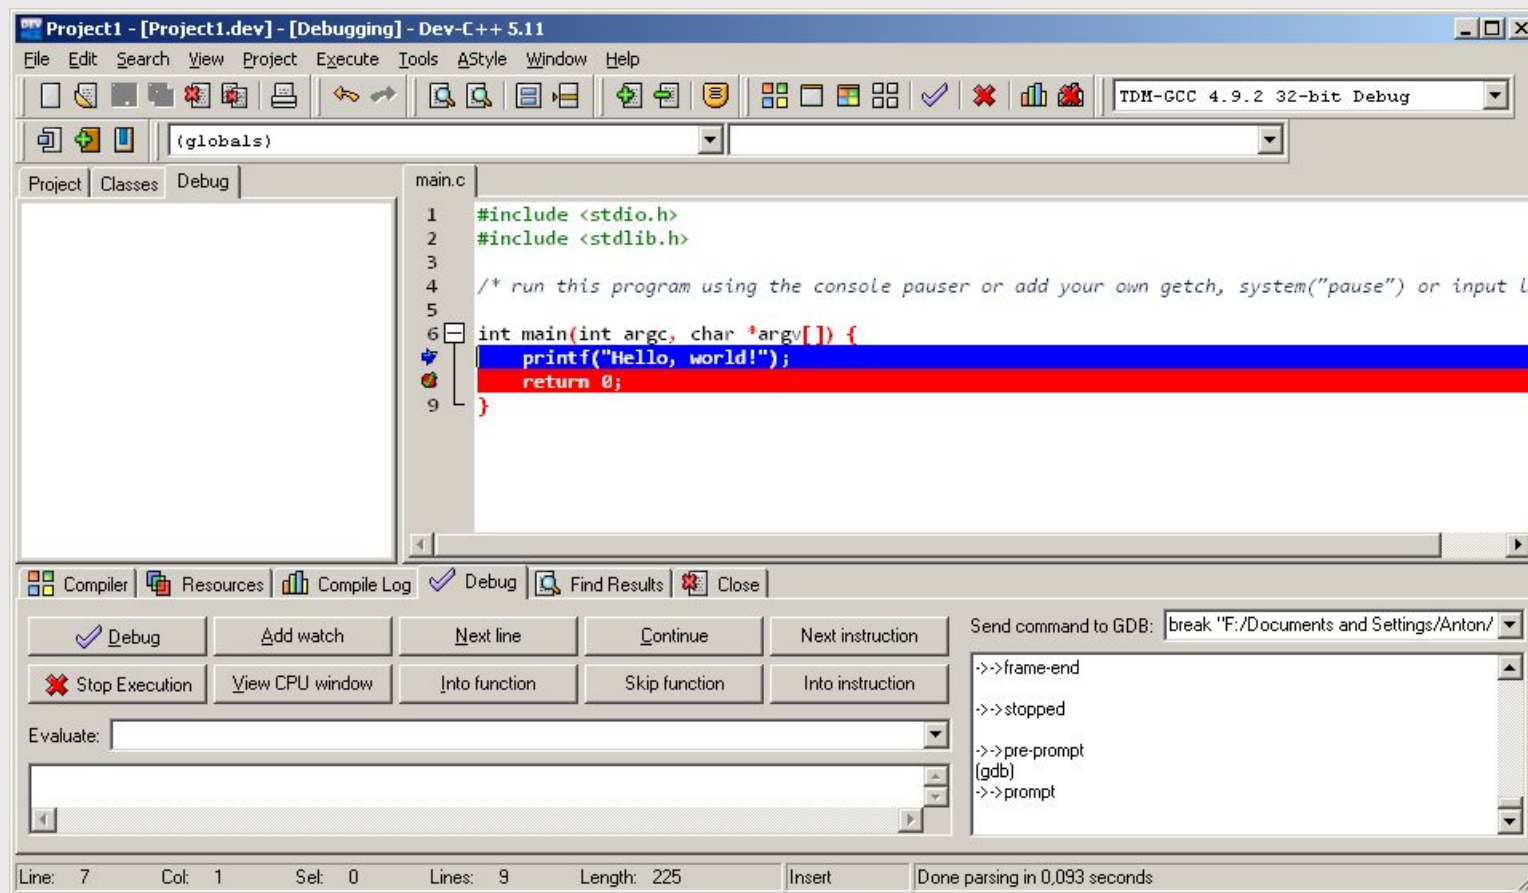 Project1 - [Project1.dev] - [Debugging] - Dev-C++ 5.11
File Edit Search View Project Execute Tools AStyle Window Help
TDM-GCC 4.9.2 32-bit Debug
(globals)
Project Classes Debug
main.c
1 #include <stdio.h>
2 #include <stdlib.h>
3
4 /* run this program using the console pauser or add your own getch, system("pause") or input l
5
6 int main(int argc, char *argv[]) {
printf("Hello, world!");
return 0;
9 }
Compiler Resources Compile Log Debug Find Results Close
Debug Add watch Next line Continue Next instruction
Stop Execution View CPU window Into function Skip function Into instruction
Evaluate:
Send command to GDB: break "F:/Documents and Settings/Anton/
->->frame-end
->->stopped
->->pre-prompt
(gdb)
->->prompt
Line: 7 Col: 1 Sel: 0 Lines: 9 Length: 225 Insert Done parsing in 0,093 seconds